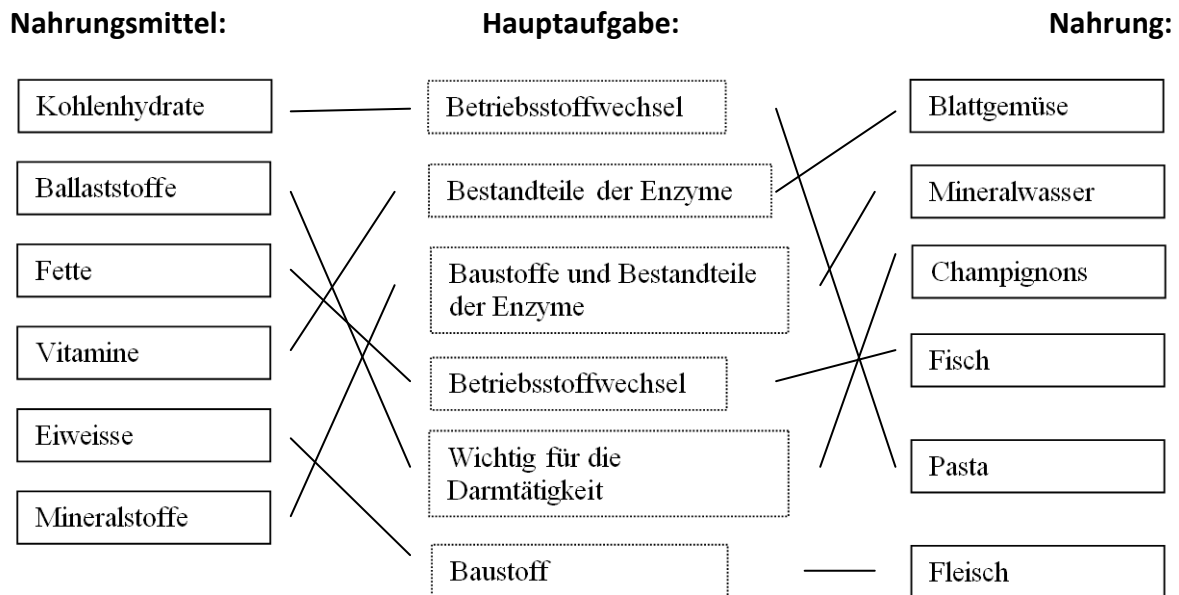 Nahrungsmittel:
Hauptaufgabe:
Nahrung:
Kohlenhydrate
Betriebsstoffwechsel
Blattgemüse
Ballaststoffe
Bestandteile der Enzyme
Mineralwasser
Fette
Baustoffe und Bestandteile
der Enzyme
Champignons
Vitamine
Betriebsstoffwechsel
Fisch
Eiweisse
Wichtig für die
Darmtätigkeit
Pasta
Mineralstoffe
Baustoff
Fleisch